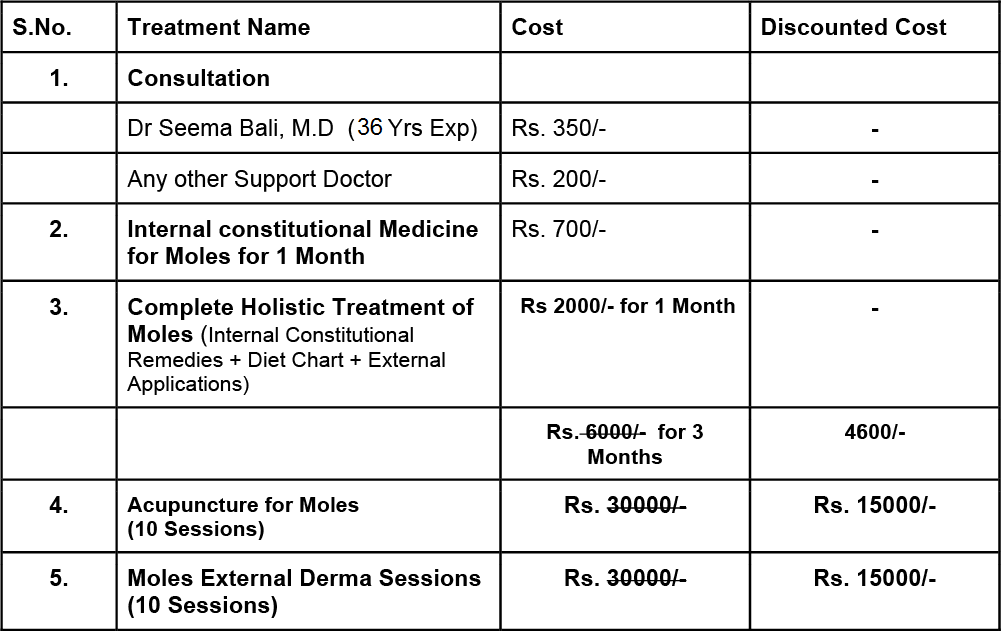 S.No. Treatment Name Cost Discounted Cost
1. Consultation
Dr Seema Bali, M.D (36 Yrs Exp) Rs. 350/- -
Any other Support Doctor Rs. 200/- -
2. Internal constitutional Medicine Rs. 700/- -
for Moles for 1 Month
3. Complete Holistic Treatment of Rs 2000/- for 1 Month -
Moles (Internal Constitutional
Remedies + Diet Chart + External
Applications)
Rs. 6000/- for 3 4600/-
Months
4. Acupuncture for Moles Rs. 30000/- Rs. 15000/-
(10 Sessions)
5. Moles External Derma Sessions Rs. 30000/- Rs. 15000/-
(10 Sessions)